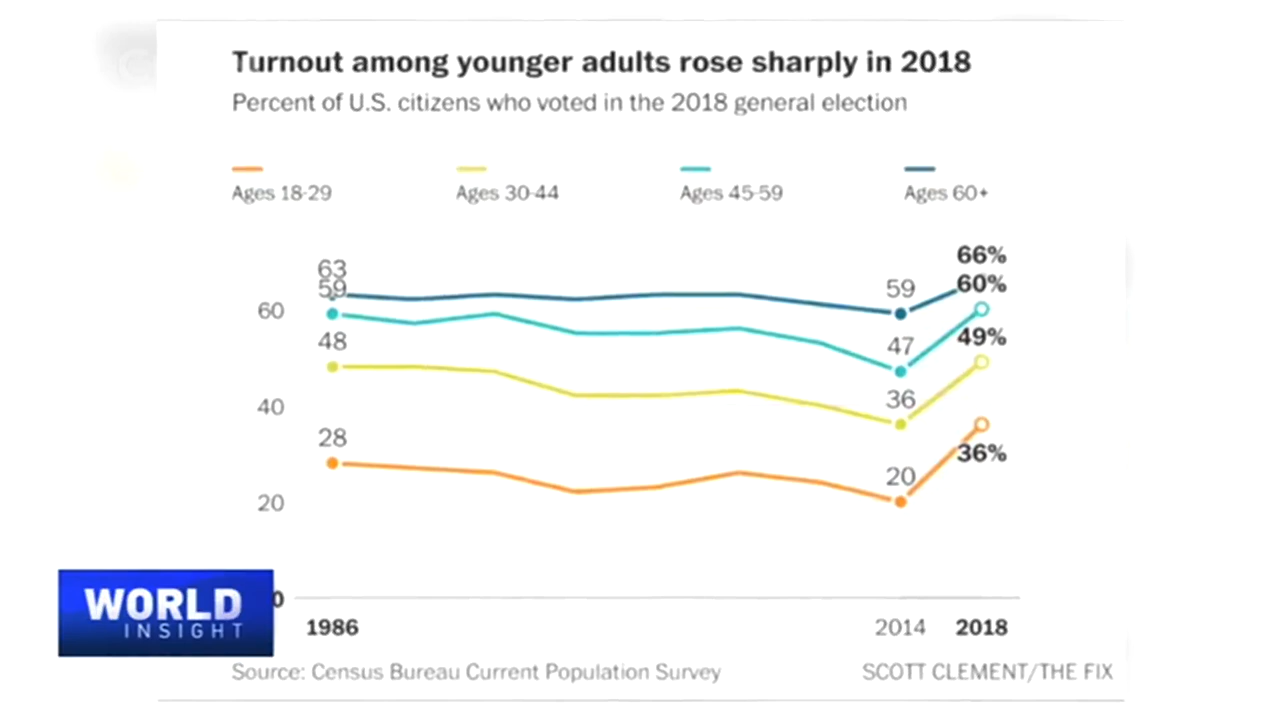 Turnout among younger adults rose sharply in 2018
Percent of U.S. citizens who voted in the 2018 general election
Ages 18-29 Ages 30-44 Ages 45-59 Ages 60+
66%
63
59 59 60%
60
48 47 49%
36
40
28 36%
20
20
0
WORLD
INSIGHT
1986 2014 2018
Source: Census Bureau Current Population Survey SCOTT CLEMENT/THE FIX